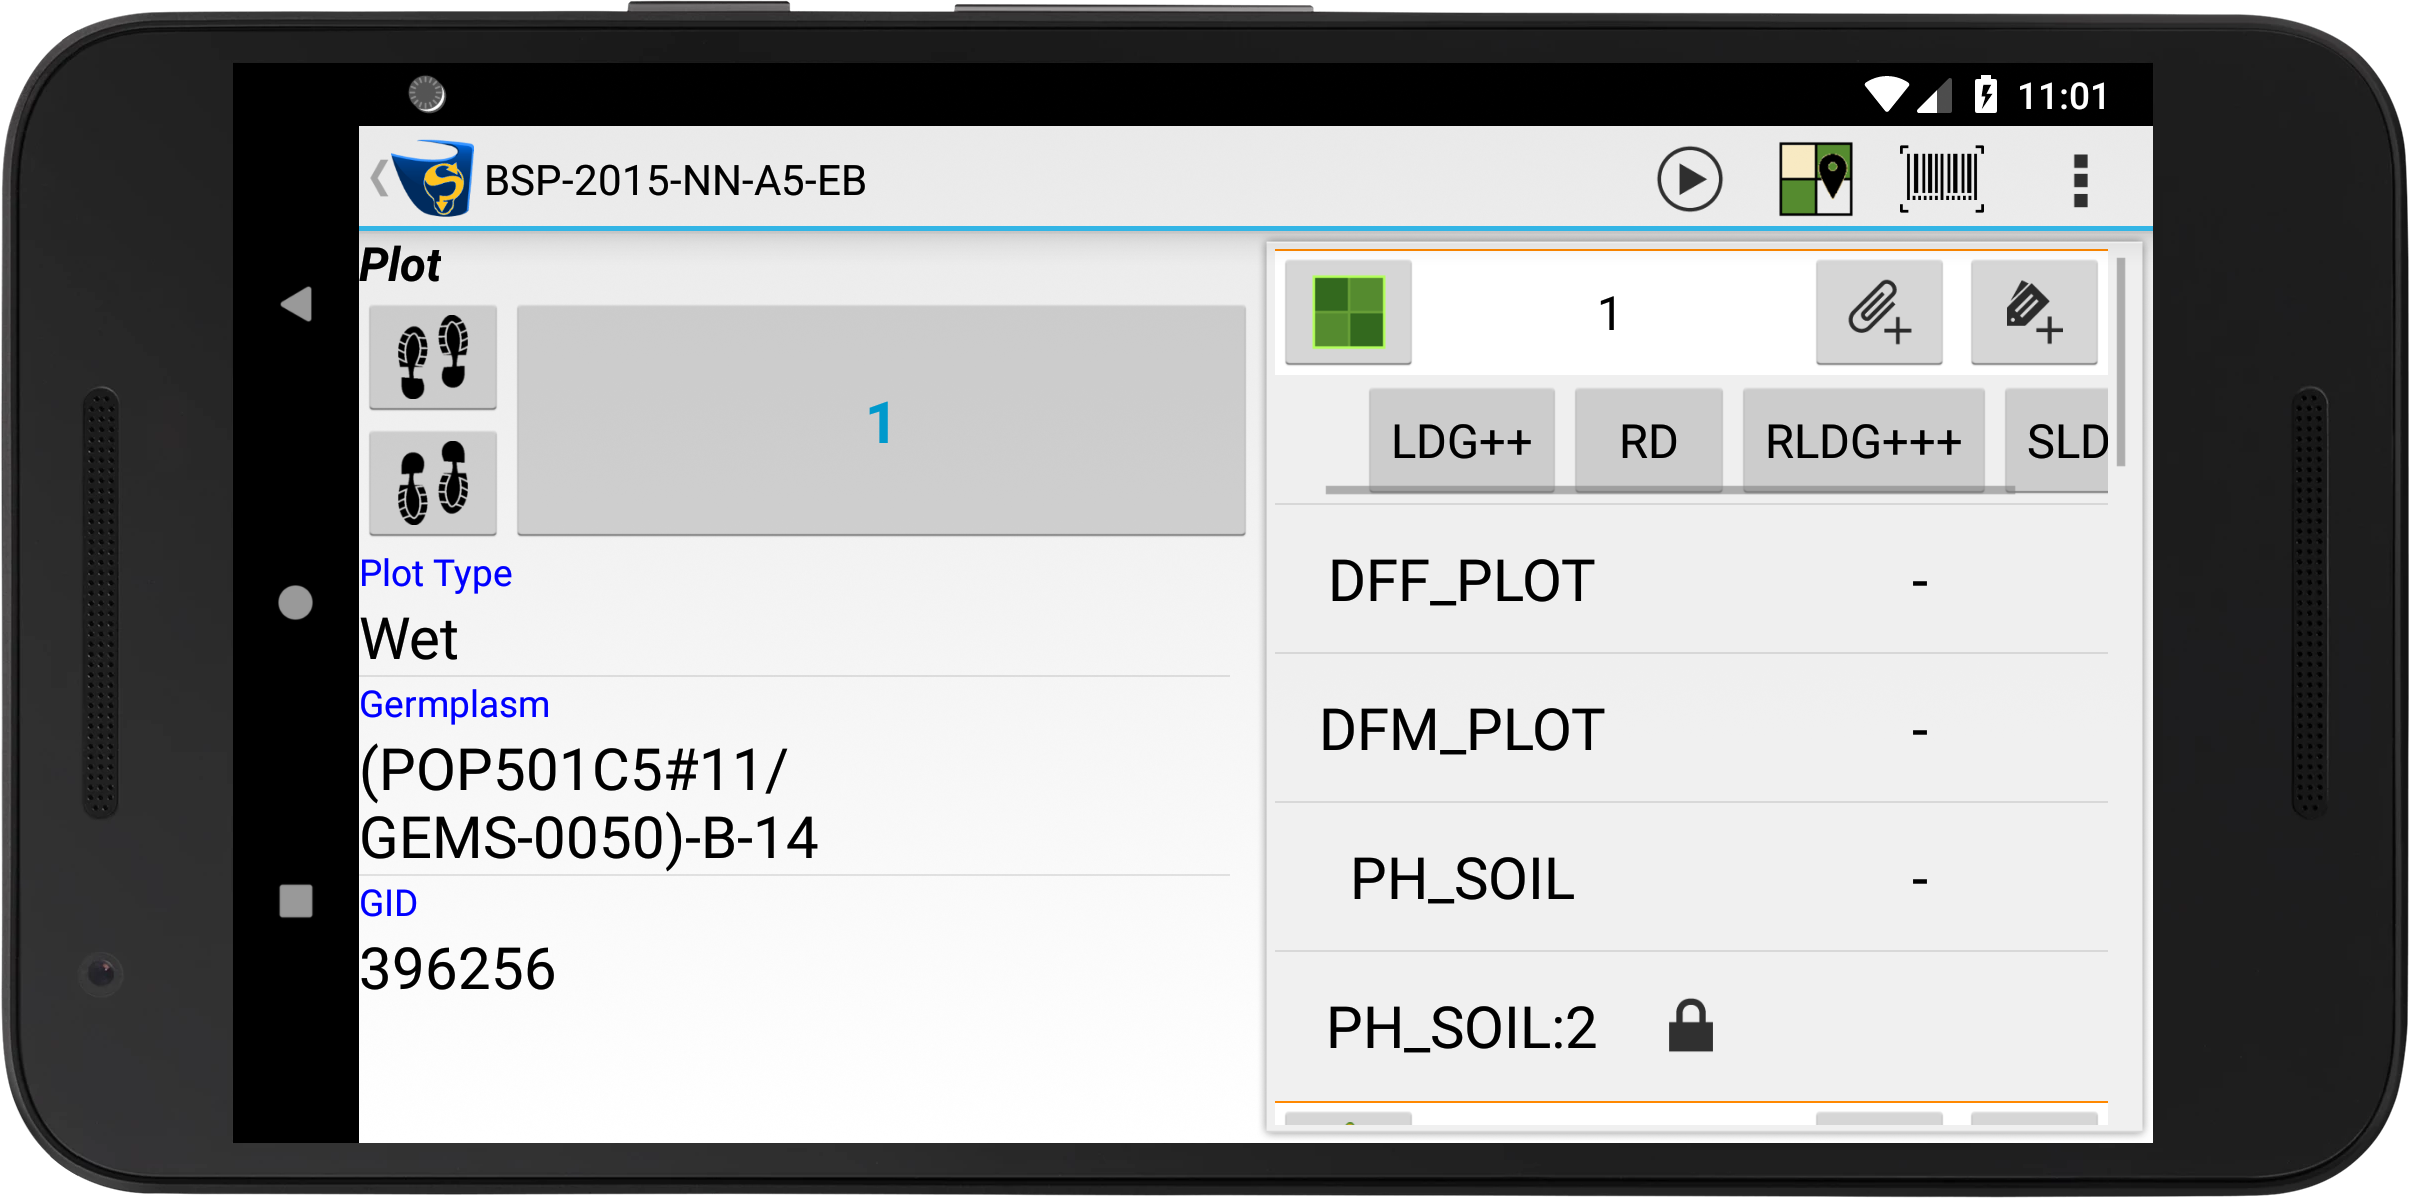 11:01
BSP-2015-NN-A5-EB
Plot
1
Plot Type
Wet
Germplasm
(POP501C5#11/
GEMS-0050)-B-14
GID
396256
1
LDG++ RD RLDG+++ SLD
DFF_PLOT -
DFM_PLOT -
PH_SOIL -
PH_SOIL:2